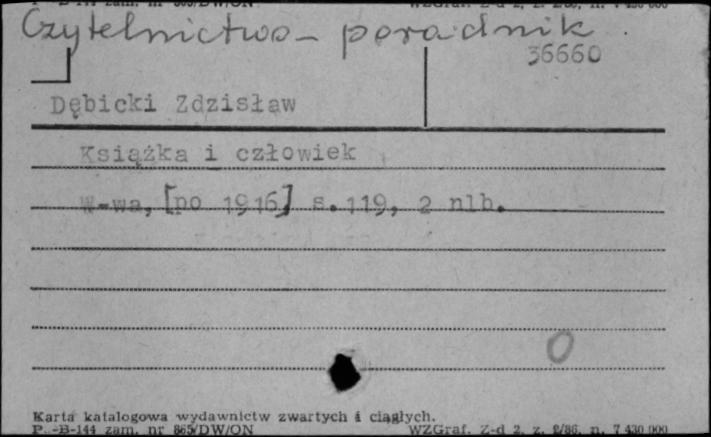 Czytelnictwo - poradnik
36660
Dębicki Zdzisław
Książka i człowiek
W-wa, [po 1916] s.119, 2 nlb.
0
Karta katalogowa wydawnictw zwartych i ciągłych.
P.-B-144 zam. nr 865/DW/ON WZGraf. Z-d 2, z. 2/86, n. 7 430 000